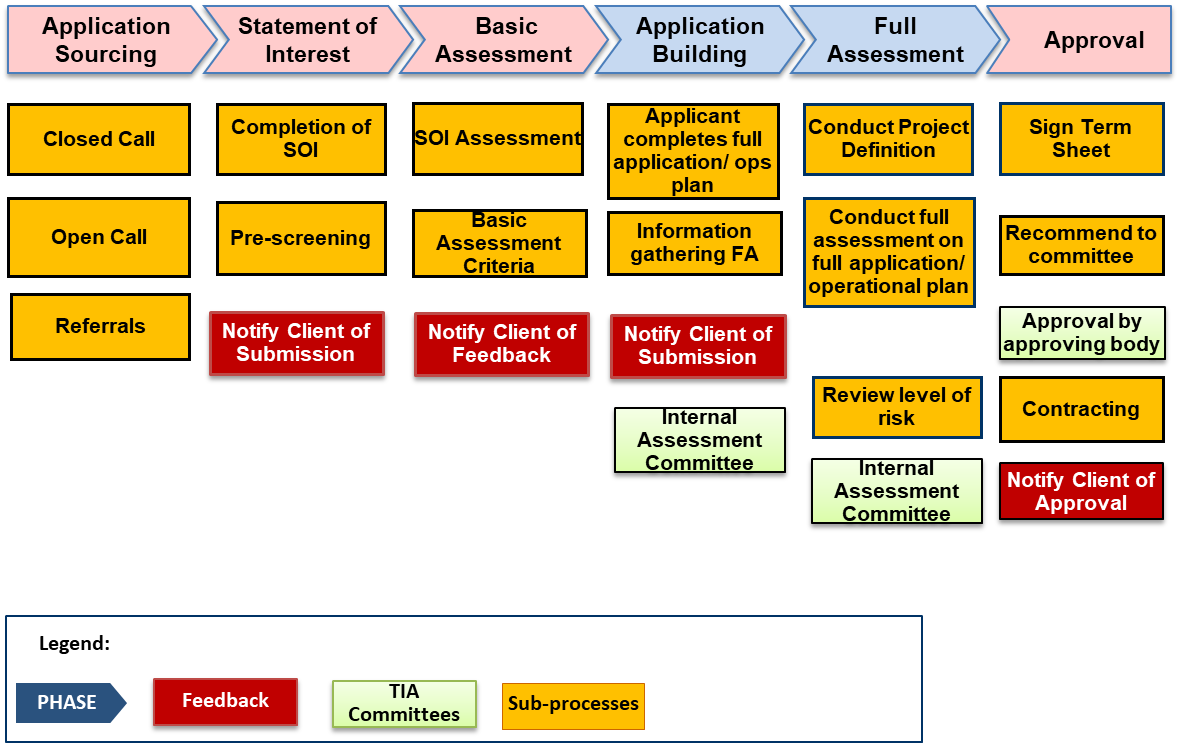 Application
Sourcing
Statement of
Interest
Basic
Assessment
Application
Building
Full
Assessment
Approval
Closed Call
Open Call
Referrals
Completion of
SOI
Pre-screening
Notify Client of
Submission
SOI Assessment
Basic
Assessment
Criteria
Notify Client of
Feedback
Applicant
completes full
application/ ops
plan
Information
gathering FA
Notify Client of
Submission
Internal
Assessment
Committee
Conduct Project
Definition
Conduct full
assessment on
full application/
operational plan
Review level of
risk
Internal
Assessment
Committee
Sign Term
Sheet
Recommend to
committee
Approval by
approving body
Contracting
Notify Client of
Approval
Legend:
PHASE
Feedback
TIA
Committees
Sub-processes